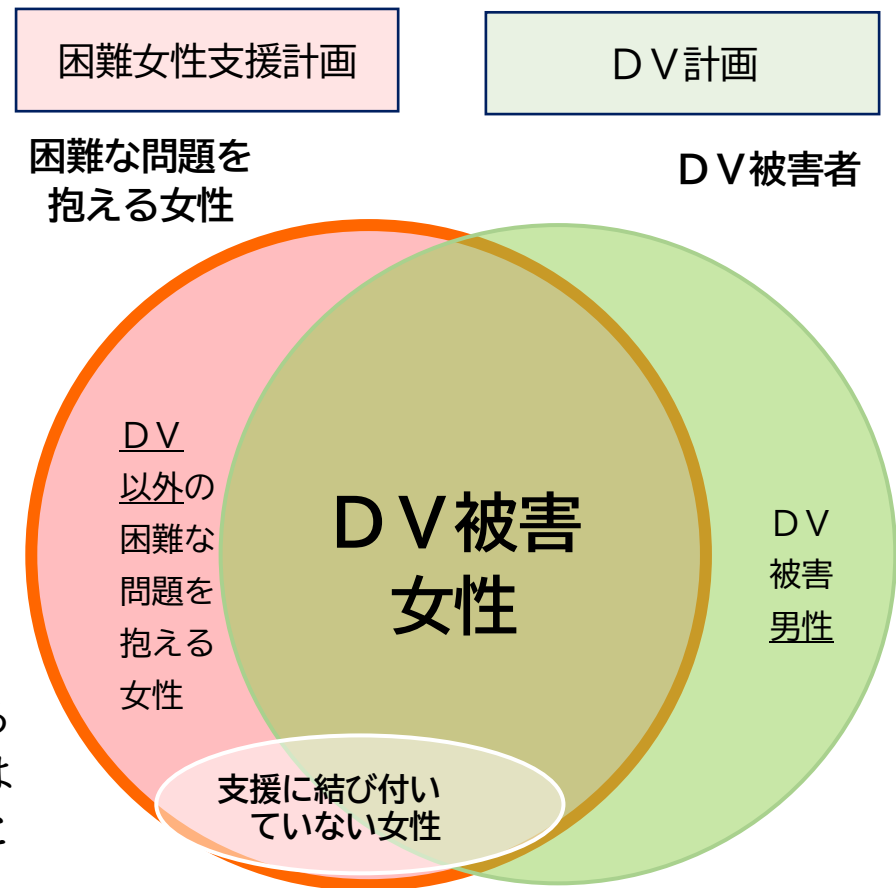 困難女性支援計画
ＤＶ計画
困難な問題を
抱える女性
ＤＶ被害者
ＤＶ
以外の
困難な
問題を
抱える
女性
ＤＶ被害
女性
ＤＶ
被害
男性
支援に結び付い
ていない女性